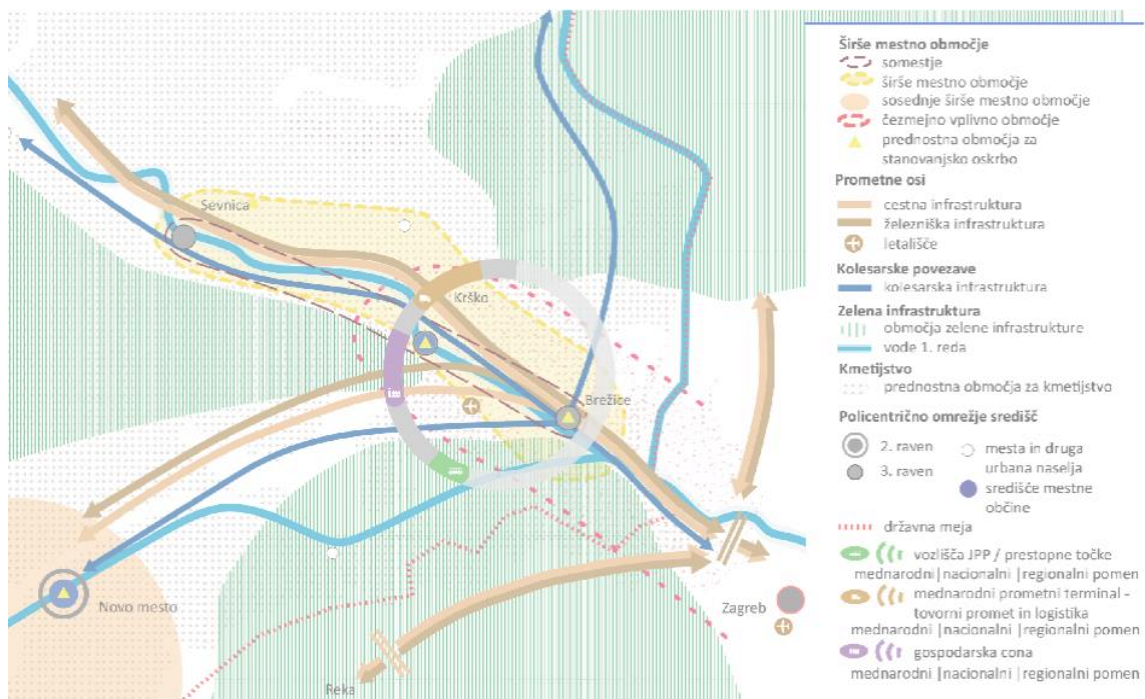 Sevnica
Krško
Brežice
Novo mesto
Zagreb
Reka
Širše mestno območje
somestje
širše mestno območje
sosednje širše mestno območje
čezmejno vplivno območje
prednostna območja za
stanovanjsko oskrbo
Prometne osi
cestna infrastruktura
železniška infrastruktura
letališče
Kolesarske povezave
kolesarska infrastruktura
Zelena infrastruktura
območja zelene infrastrukture
vode 1. reda
Kmetijstvo
prednostna območja za kmetijstvo
Policentrično omrežje središč
2. raven
3. raven
mesta in druga
urbana naselja
središče mestne
občine
državna meja
vozlišča JPP / prestopne točke
mednarodni | nacionalni | regionalni pomen
mednarodni prometni terminal -
tovorni promet in logistika
mednarodni | nacionalni | regionalni pomen
gospodarska cona
mednarodni | nacionalni | regionalni pomen